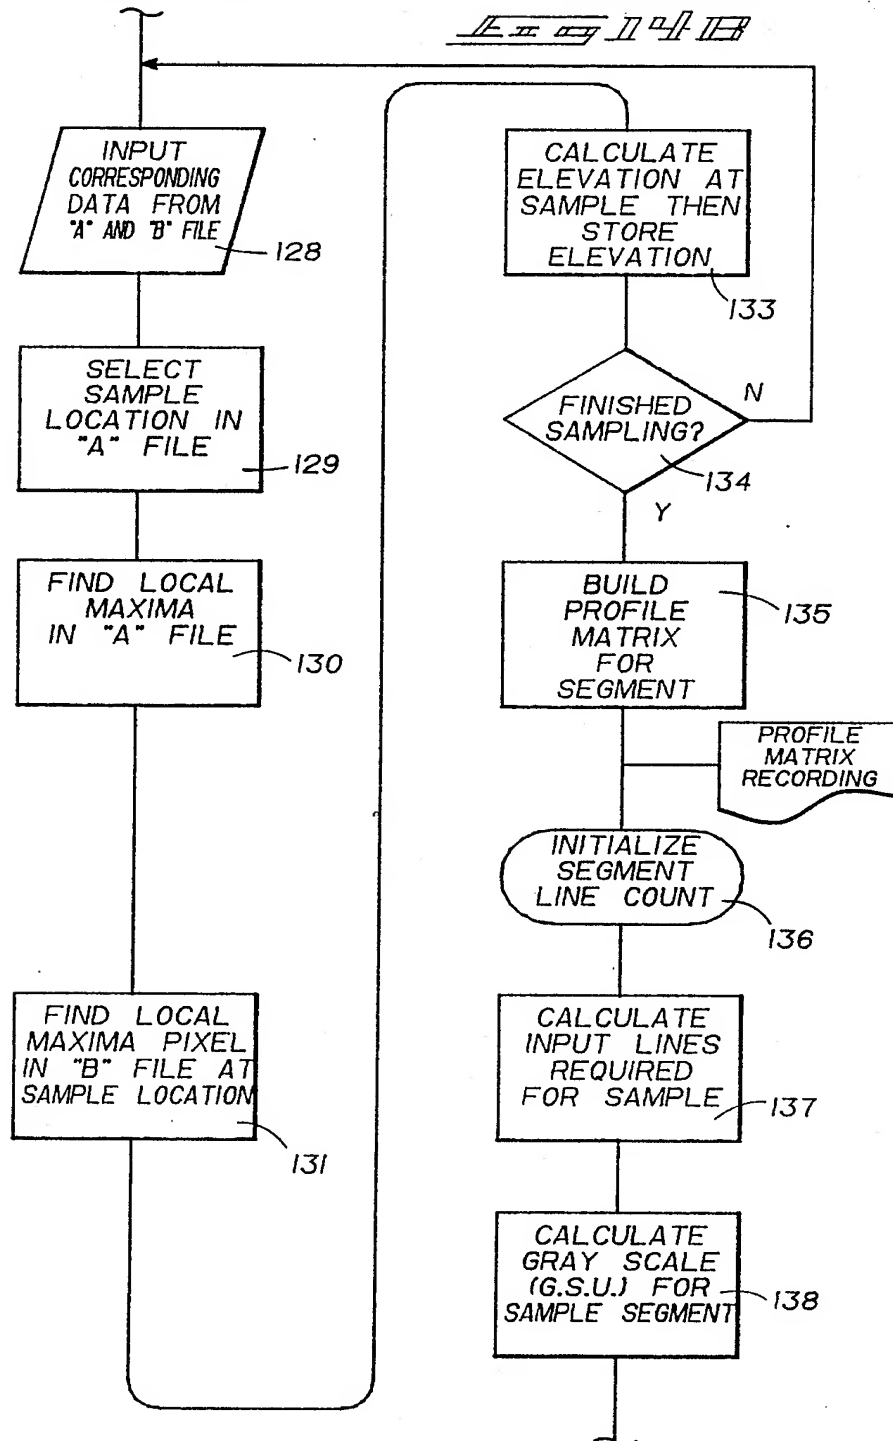 Fig 14B
INPUT
CORRESPONDING
DATA FROM
"A" AND "B" FILE
128
SELECT
SAMPLE
LOCATION IN
"A" FILE
129
FIND LOCAL
MAXIMA
IN "A" FILE
130
FIND LOCAL
MAXIMA PIXEL
IN "B" FILE AT
SAMPLE LOCATION
131
CALCULATE
ELEVATION AT
SAMPLE THEN
STORE
ELEVATION
133
FINISHED
SAMPLING?
134
N
Y
BUILD
PROFILE
MATRIX
FOR
SEGMENT
135
PROFILE
MATRIX
RECORDING
INITIALIZE
SEGMENT
LINE COUNT
136
CALCULATE
INPUT LINES
REQUIRED
FOR SAMPLE
137
CALCULATE
GRAY SCALE
(G.S.U.) FOR
SAMPLE SEGMENT
138